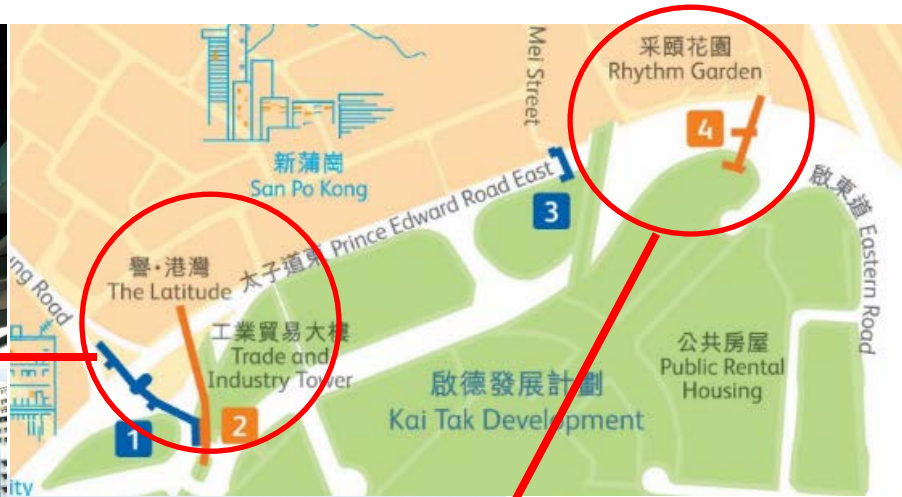 采頤花園
Rhythm Garden
Mei Street
4
新蒲崗
San Po Kong
太子道東 Prince Edward Road East
3
啟東道 Eastern Road
譽·港灣
The Latitude
ng Road
工業貿易大樓
Trade and
Industry Tower
公共房屋
Public Rental
Housing
啟德發展計劃
Kai Tak Development
1
2
ity